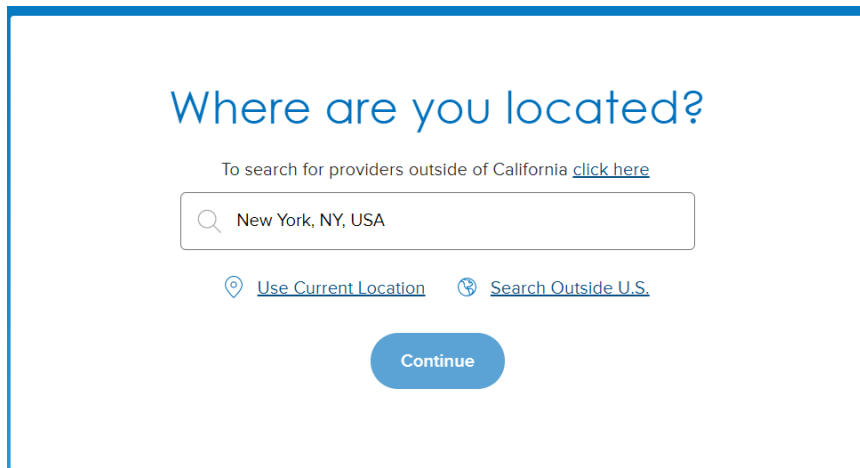 Where are you located?
To search for providers outside of California click here
New York, NY, USA
Use Current Location Search Outside U.S.
Continue